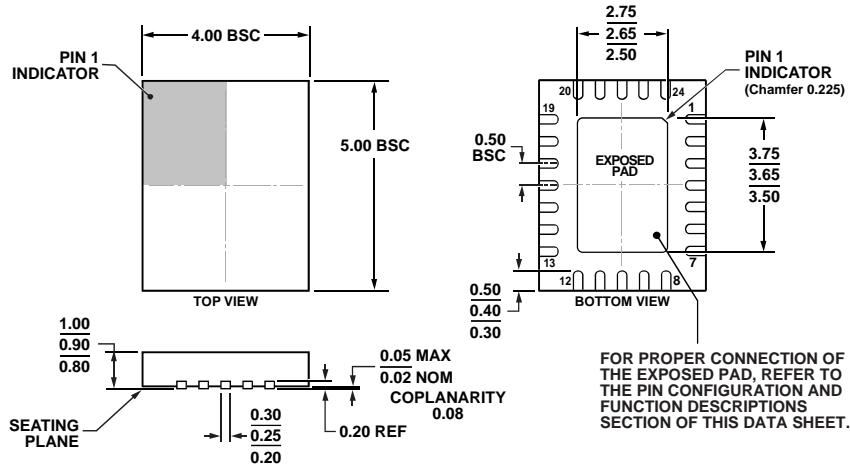 4.00 BSC
PIN 1
INDICATOR
5.00 BSC
TOP VIEW
2.75
2.65
2.50
PIN 1
INDICATOR
(Chamfer 0.225)
20
24
19
1
0.50
BSC
EXPOSED
PAD
3.75
3.65
3.50
13
7
12
8
0.50
0.40
0.30
BOTTOM VIEW
1.00
0.90
0.80
0.05 MAX
0.02 NOM
COPLANARITY
0.08
SEATING
PLANE
0.30
0.25
0.20
0.20 REF
FOR PROPER CONNECTION OF
THE EXPOSED PAD, REFER TO
THE PIN CONFIGURATION AND
FUNCTION DESCRIPTIONS
SECTION OF THIS DATA SHEET.